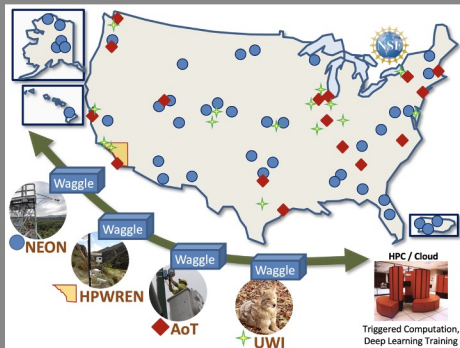 NSF
Waggle
Waggle
Waggle
Waggle
NEON
HPWREN
AoT
UWI
HPC / Cloud
Triggered Computation,
Deep Learning Training